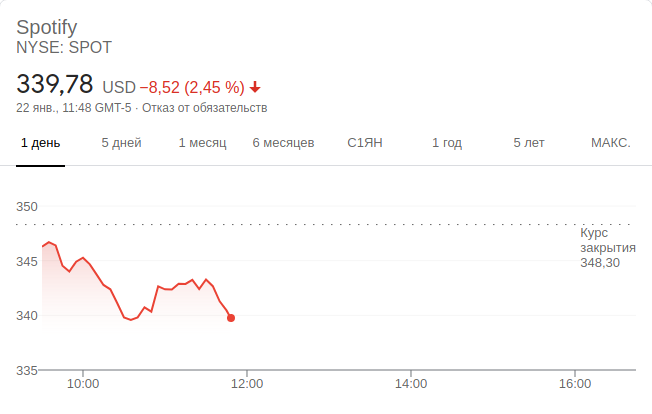 Spotify
NYSE: SPOT
339,78 USD −8,52 (2,45 %)
22 янв., 11:48 GMT-5 · Отказ от обязательств
1 день 5 дней 1 месяц 6 месяцев С1ЯН 1 год 5 лет МАКС.
350
Курс
закрытия
348,30
345
340
335
10:00 12:00 14:00 16:00